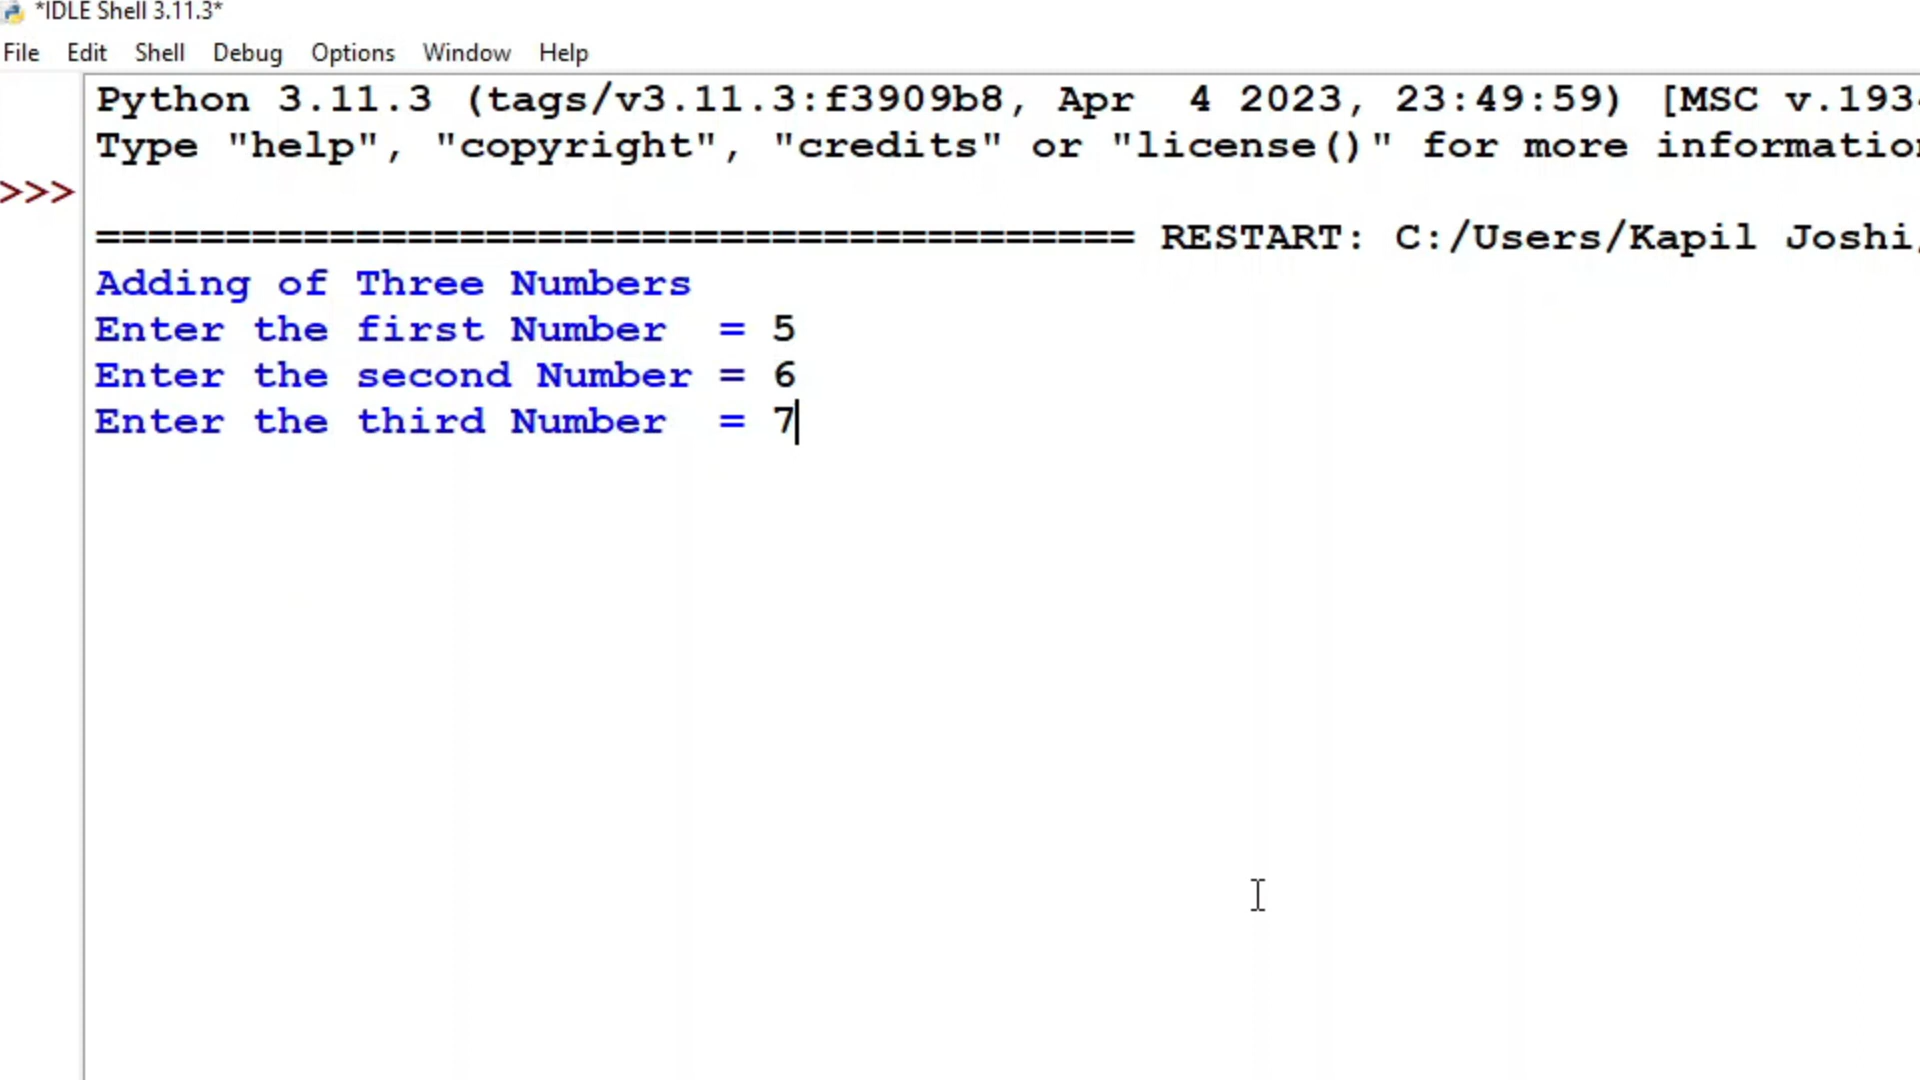 *IDLE Shell 3.11.3*
File Edit Shell Debug Options Window Help
Python 3.11.3 (tags/v3.11.3:f3909b8, Apr  4 2023, 23:49:59) [MSC v.193
Type "help", "copyright", "credits" or "license()" for more informatio
>>>
======================================== RESTART: C:/Users/Kapil Joshi
Adding of Three Numbers
Enter the first Number  = 5
Enter the second Number = 6
Enter the third Number  = 7